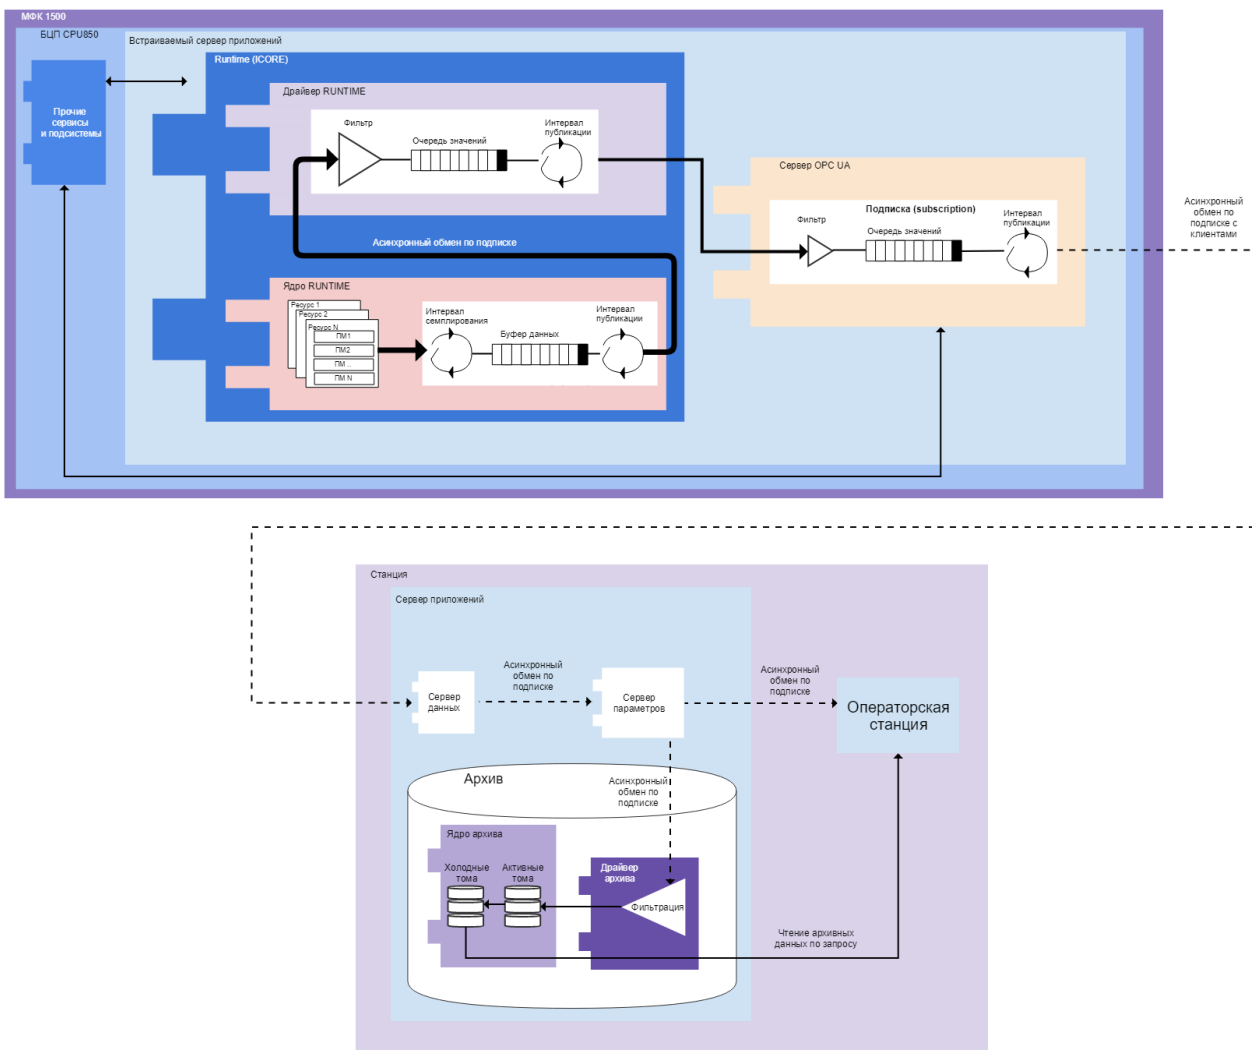 МФК 1500
БЦП CPU850
Встраиваемый сервер приложений
Прочие
сервисы
и подсистемы
Runtime (ICORE)
Драйвер RUNTIME
Фильтр
Очередь значений
Интервал
публикации
Асинхронный обмен по подписке
Ядро RUNTIME
Ресурс 1
Ресурс 2
Ресурс N
ПМ1
ПМ2
ПМ ..
ПМ N
Интервал
семплирования
Буфер данных
Интервал
публикации
Сервер OPC UA
Подписка (subscription)
Фильтр
Очередь значений
Интервал
публикации
Асинхронный
обмен по
подписке с
клиентами
Станция
Сервер приложений
Сервер
данных
Асинхронный
обмен по
подписке
Сервер
параметров
Асинхронный
обмен по
подписке
Операторская
станция
Архив
Асинхронный
обмен по
подписке
Ядро архива
Холодные
тома
Активные
тома
Драйвер
архива
Фильтрация
Чтение архивных
данных по запросу